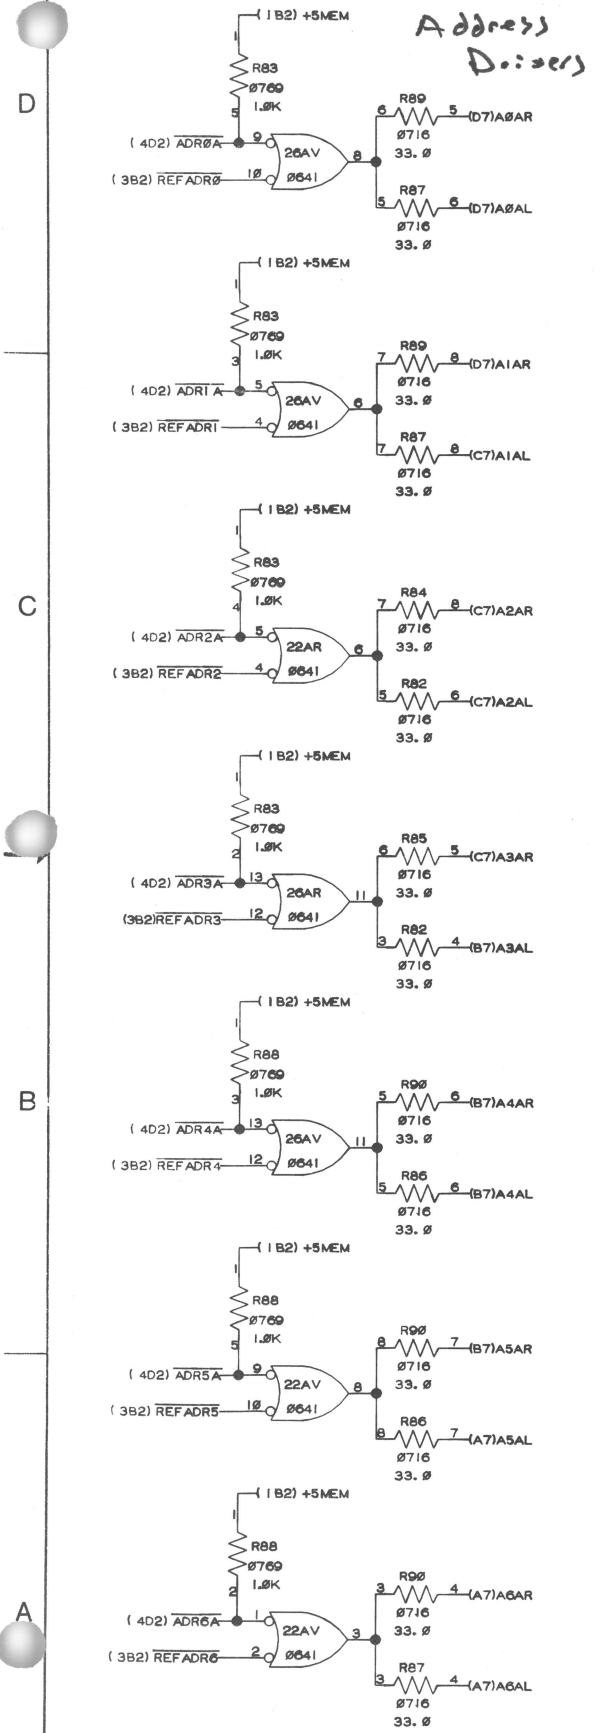 Address
Drivers
D
( 1B2) +5MEM
1
R83
Ø769
1.ØK
5
( 4D2) ADRØA 9
( 3B2) REFADRØ 1Ø
26AV
Ø641
8
6 R89 5 (D7)AØAR
Ø716
33.Ø
5 R87 6 (D7)AØAL
Ø716
33.Ø
( 1B2) +5MEM
1
R83
Ø769
1.ØK
3
( 4D2) ADR1A 5
( 3B2) REFADR1 4
26AV
Ø641
6
7 R89 8 (D7)A1AR
Ø716
33.Ø
7 R87 8 (C7)A1AL
Ø716
33.Ø
C
( 1B2) +5MEM
1
R83
Ø769
1.ØK
4
( 4D2) ADR2A 5
( 3B2) REFADR2 4
22AR
Ø641
6
7 R84 8 (C7)A2AR
Ø716
33.Ø
5 R82 6 (C7)A2AL
Ø716
33.Ø
( 1B2) +5MEM
1
R83
Ø769
1.ØK
2
( 4D2) ADR3A 13
(3B2)REFADR3 12
26AR
Ø641
11
6 R85 5 (C7)A3AR
Ø716
33.Ø
3 R82 4 (B7)A3AL
Ø716
33.Ø
B
( 1B2) +5MEM
1
R88
Ø769
1.ØK
3
( 4D2) ADR4A 13
( 3B2) REFADR4 12
26AV
Ø641
11
5 R9Ø 6 (B7)A4AR
Ø716
33.Ø
5 R86 6 (B7)A4AL
Ø716
33.Ø
( 1B2) +5MEM
1
R88
Ø769
1.ØK
5
( 4D2) ADR5A 9
( 3B2) REFADR5 1Ø
22AV
Ø641
8
8 R9Ø 7 (B7)A5AR
Ø716
33.Ø
8 R86 7 (A7)A5AL
Ø716
33.Ø
A
( 1B2) +5MEM
1
R88
Ø769
1.ØK
2
( 4D2) ADR6A 1
( 3B2) REFADR6 2
22AV
Ø641
3
3 R9Ø 4 (A7)A6AR
Ø716
33.Ø
3 R87 4 (A7)A6AL
Ø716
33.Ø